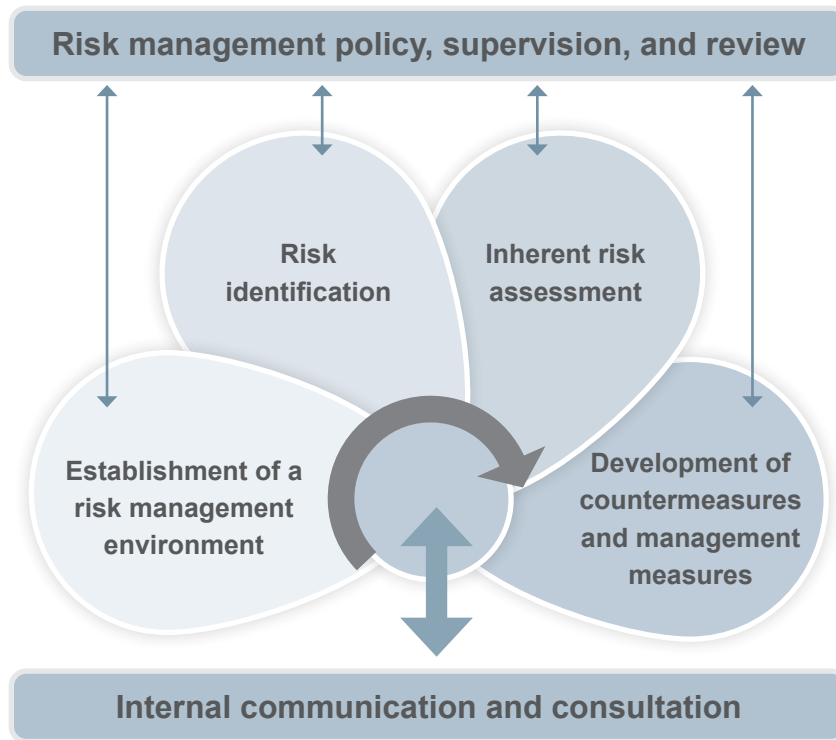 Risk management policy, supervision, and review
Risk
identification
Inherent risk
assessment
Establishment of a
risk management
environment
Development of
countermeasures
and management
measures
Internal communication and consultation